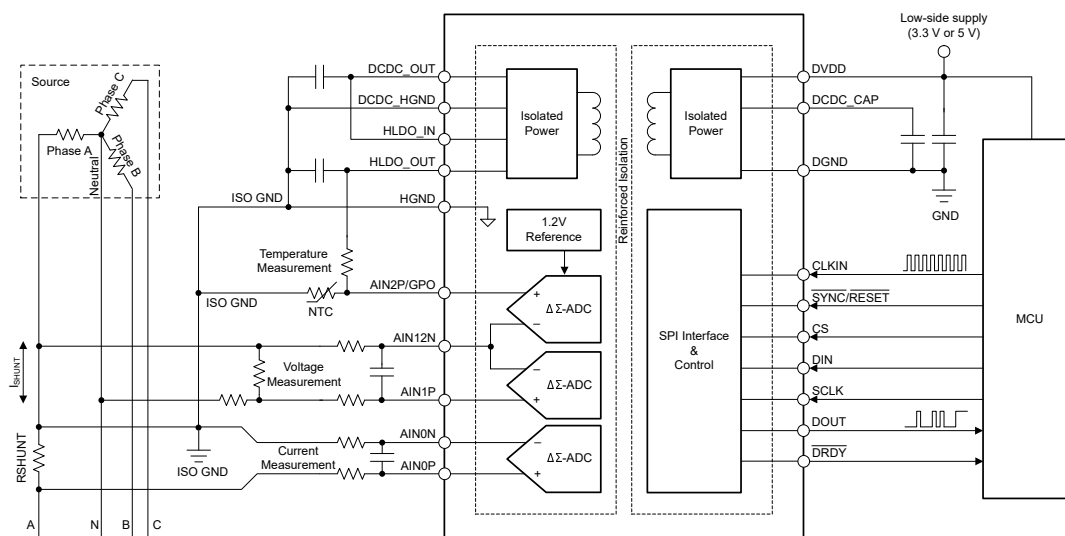 Low-side supply
(3.3 V or 5 V)
Source
Phase C
Phase A
Phase B
Neutral
DCDC_OUT
DCDC_HGND
HLDO_IN
HLDO_OUT
HGND
ISO GND
Isolated
Power
Isolated
Power
Reinforced Isolation
DVDD
DCDC_CAP
DGND
GND
1.2V
Reference
Temperature
Measurement
ISO GND
NTC
AIN2P/GPO
+
ΔΣ-ADC
−
AIN12N
−
ΔΣ-ADC
+
Voltage
Measurement
AIN1P
ISHUNT
RSHUNT
ISO GND
Current
Measurement
AIN0N
AIN0P
−
ΔΣ-ADC
+
SPI Interface
&
Control
CLKIN
SYNC/RESET
CS
DIN
SCLK
DOUT
DRDY
MCU
A
N
B
C